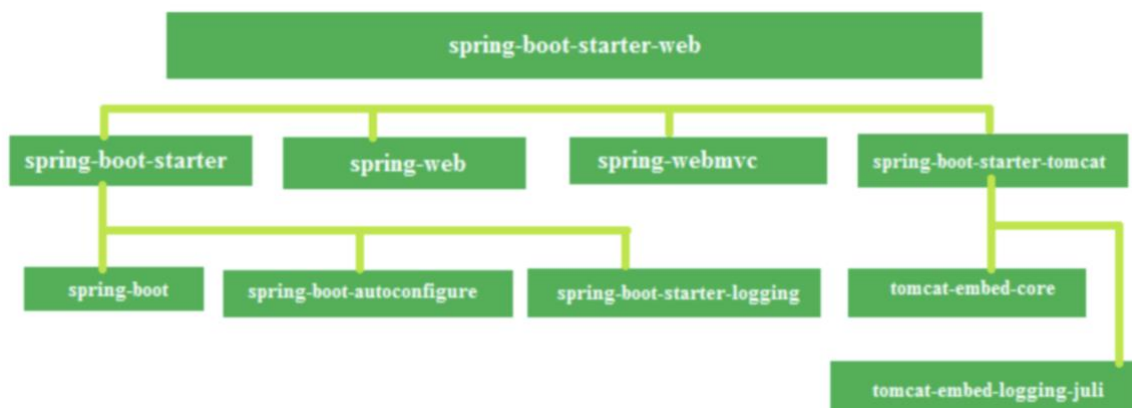 spring-boot-starter-web
spring-boot-starter
spring-web
spring-webmvc
spring-boot-starter-tomcat
spring-boot
spring-boot-autoconfigure
spring-boot-starter-logging
tomcat-embed-core
tomcat-embed-logging-juli